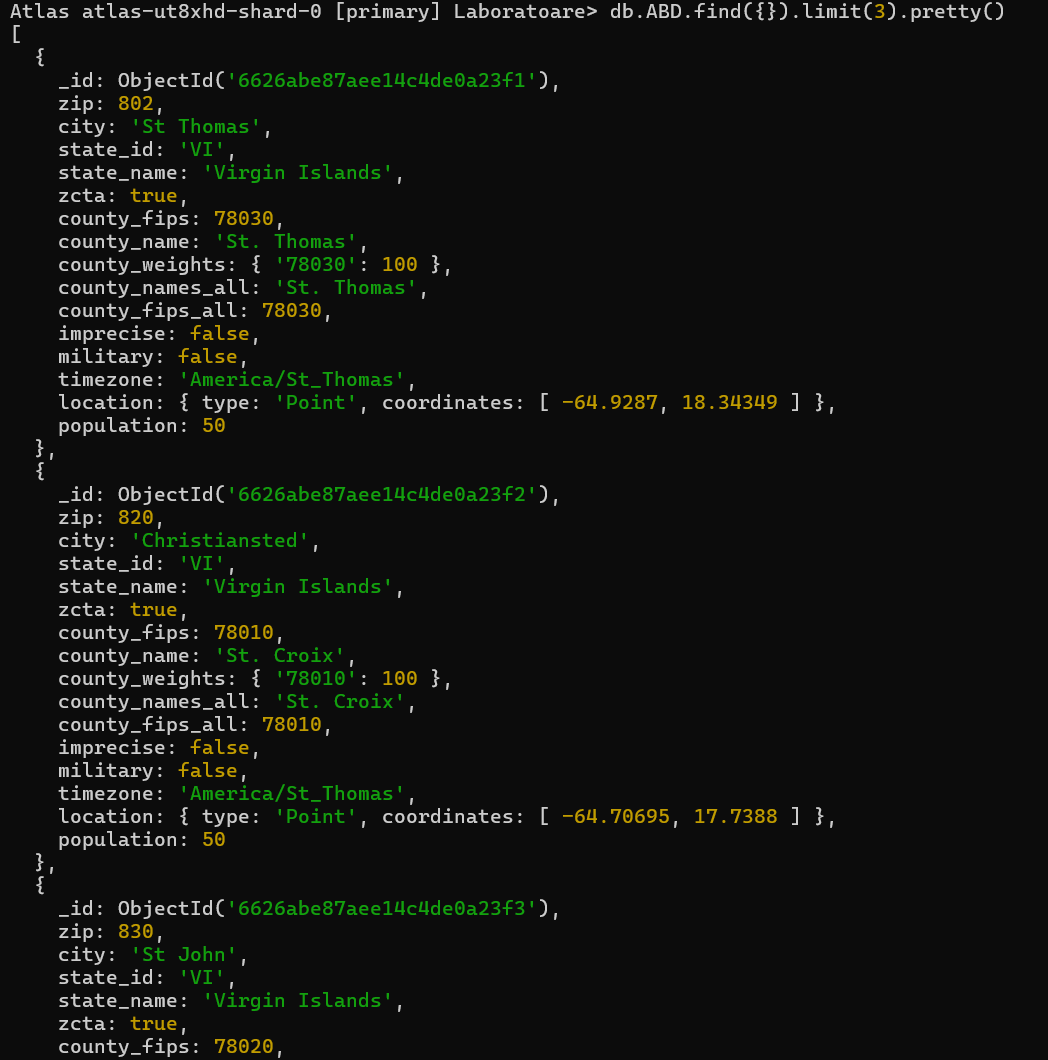 Atlas atlas-ut8xhd-shard-0 [primary] Laboratoare> db.ABD.find({}).limit(3).pretty()
[
  {
    _id: ObjectId('6626abe87aee14c4de0a23f1'),
    zip: 802,
    city: 'St Thomas',
    state_id: 'VI',
    state_name: 'Virgin Islands',
    zcta: true,
    county_fips: 78030,
    county_name: 'St. Thomas',
    county_weights: { '78030': 100 },
    county_names_all: 'St. Thomas',
    county_fips_all: 78030,
    imprecise: false,
    military: false,
    timezone: 'America/St_Thomas',
    location: { type: 'Point', coordinates: [ -64.9287, 18.34349 ] },
    population: 50
  },
  {
    _id: ObjectId('6626abe87aee14c4de0a23f2'),
    zip: 820,
    city: 'Christiansted',
    state_id: 'VI',
    state_name: 'Virgin Islands',
    zcta: true,
    county_fips: 78010,
    county_name: 'St. Croix',
    county_weights: { '78010': 100 },
    county_names_all: 'St. Croix',
    county_fips_all: 78010,
    imprecise: false,
    military: false,
    timezone: 'America/St_Thomas',
    location: { type: 'Point', coordinates: [ -64.70695, 17.7388 ] },
    population: 50
  },
  {
    _id: ObjectId('6626abe87aee14c4de0a23f3'),
    zip: 830,
    city: 'St John',
    state_id: 'VI',
    state_name: 'Virgin Islands',
    zcta: true,
    county_fips: 78020,